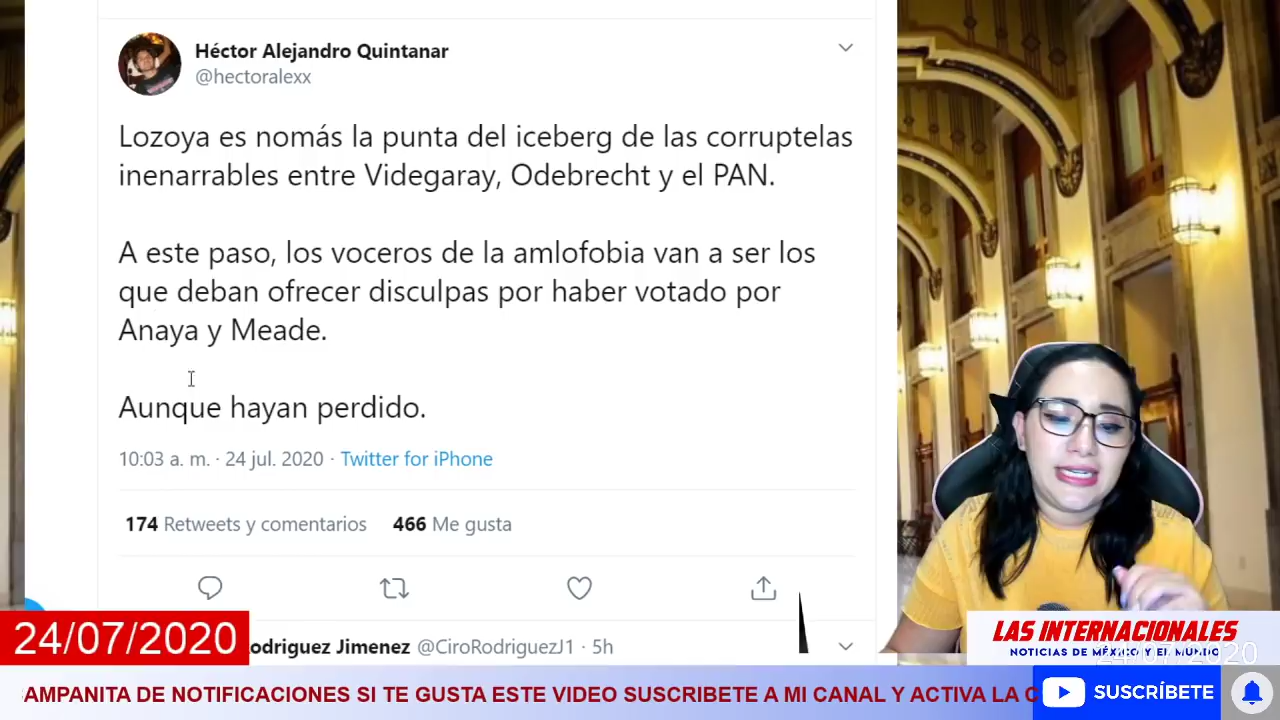 Héctor Alejandro Quintanar
@hectoralexx
Lozoya es nomás la punta del iceberg de las corruptelas
inenarrables entre Videgaray, Odebrecht y el PAN.
A este paso, los voceros de la amlofobia van a ser los
que deban ofrecer disculpas por haber votado por
Anaya y Meade.
Aunque hayan perdido.
10:03 a. m. · 24 jul. 2020 · Twitter for iPhone
174 Retweets y comentarios 466 Me gusta
24/07/2020
Rodriguez Jimenez @CiroRodriguezJ1 · 5h
LAS INTERNACIONALES
NOTICIAS DE MÉXICO Y EL MUNDO
24/07/2020
AMPANITA DE NOTIFICACIONES SI TE GUSTA ESTE VIDEO SUSCRIBETE A MI CANAL Y ACTIVA LA C
SUSCRÍBETE